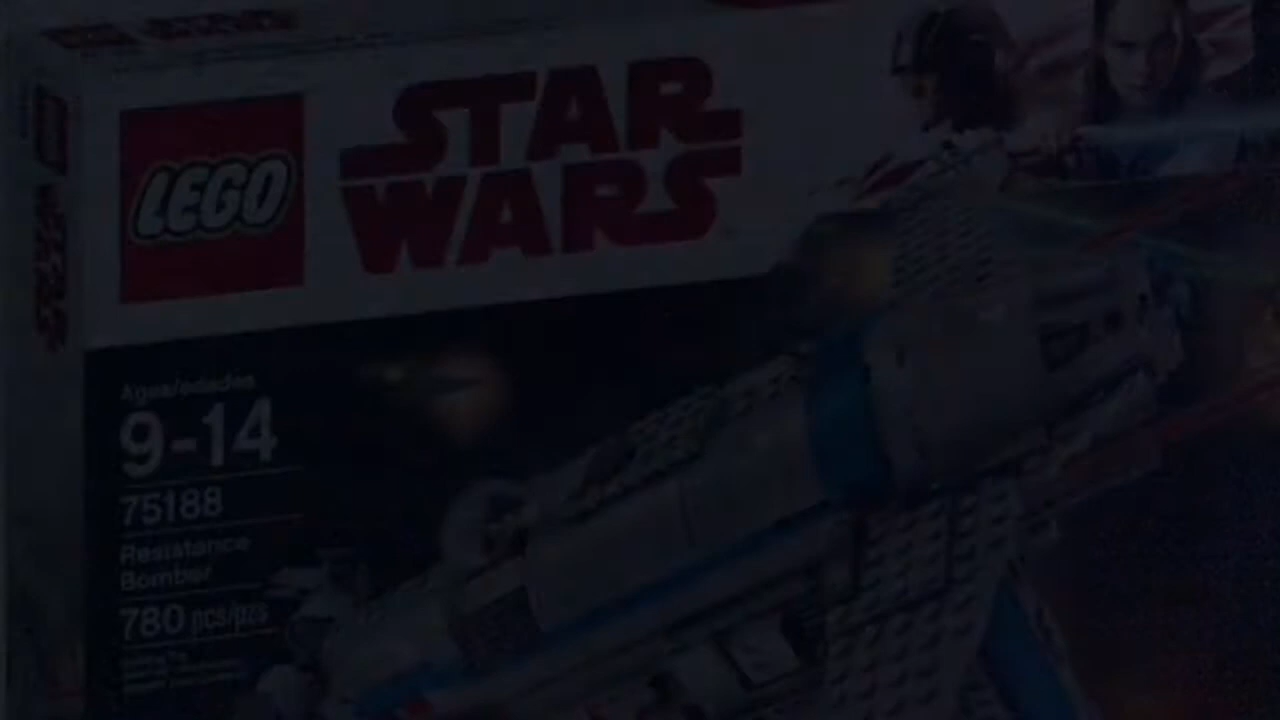 LEGO
STAR
WARS
Ages/edades
9-14
75188
Resistance
Bomber
780 pcs/pzs